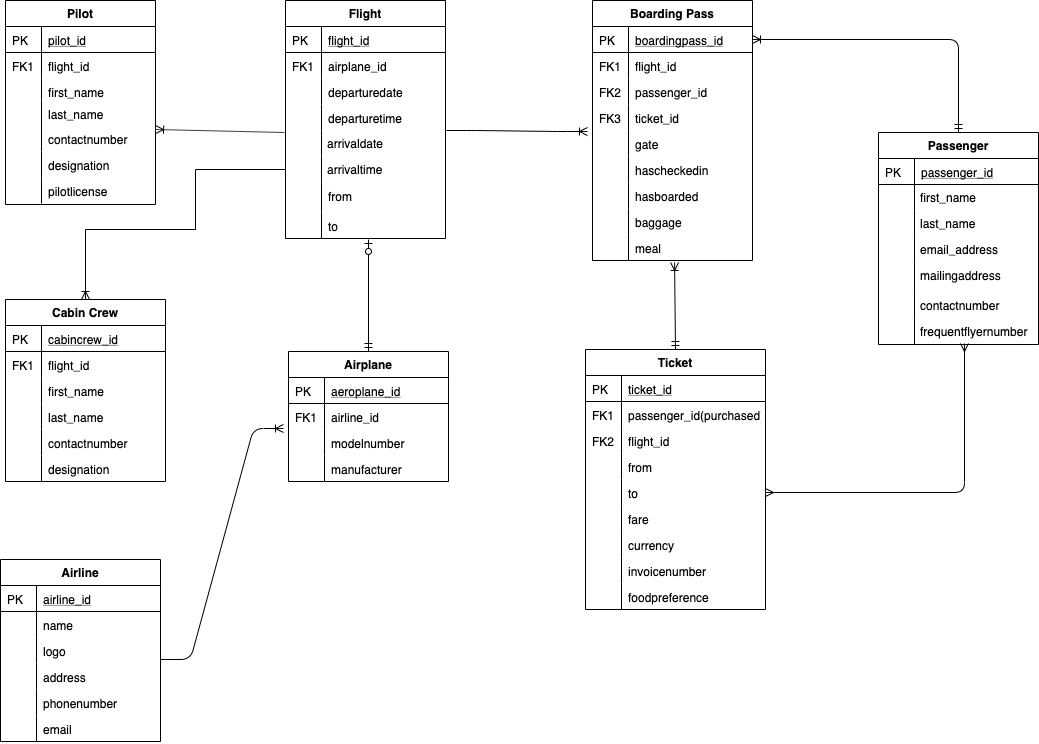 Pilot
PK pilot_id
FK1 flight_id
first_name
last_name
contactnumber
designation
pilotlicense
Flight
PK flight_id
FK1 airplane_id
departuredate
departuretime
arrivaldate
arrivaltime
from
to
Boarding Pass
PK boardingpass_id
FK1 flight_id
FK2 passenger_id
FK3 ticket_id
gate
hascheckedin
hasboarded
baggage
meal
Passenger
PK passenger_id
first_name
last_name
email_address
mailingaddress
contactnumber
frequentflyernumber
Cabin Crew
PK cabincrew_id
FK1 flight_id
first_name
last_name
contactnumber
designation
Airplane
PK aeroplane_id
FK1 airline_id
modelnumber
manufacturer
Ticket
PK ticket_id
FK1 passenger_id(purchased
FK2 flight_id
from
to
fare
currency
invoicenumber
foodpreference
Airline
PK airline_id
name
logo
address
phonenumber
email